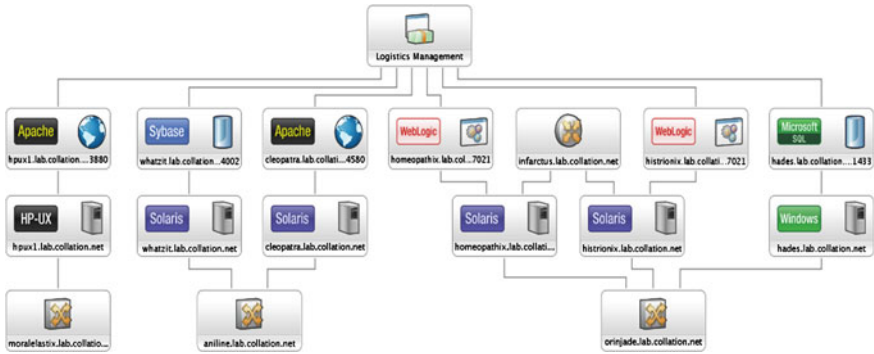 Logistics Management
Apache
hpux1.lab.collation....3880
Sybase
whatzit.lab.collation...4002
Apache
cleopatra.lab.collati...4580
WebLogic
homeopathix.lab.col...7021
infarctus.lab.collation.net
WebLogic
histrionix.lab.collati...7021
Microsoft
SQL
hades.lab.collation....1433
HP-UX
hpux1.lab.collation.net
Solaris
whatzit.lab.collation.net
Solaris
cleopatra.lab.collation.net
Solaris
homeopathix.lab.collati...
Solaris
histrionix.lab.collation.net
Windows
hades.lab.collation.net
moralelastix.lab.collatio...
aniline.lab.collation.net
orinjade.lab.collation.net